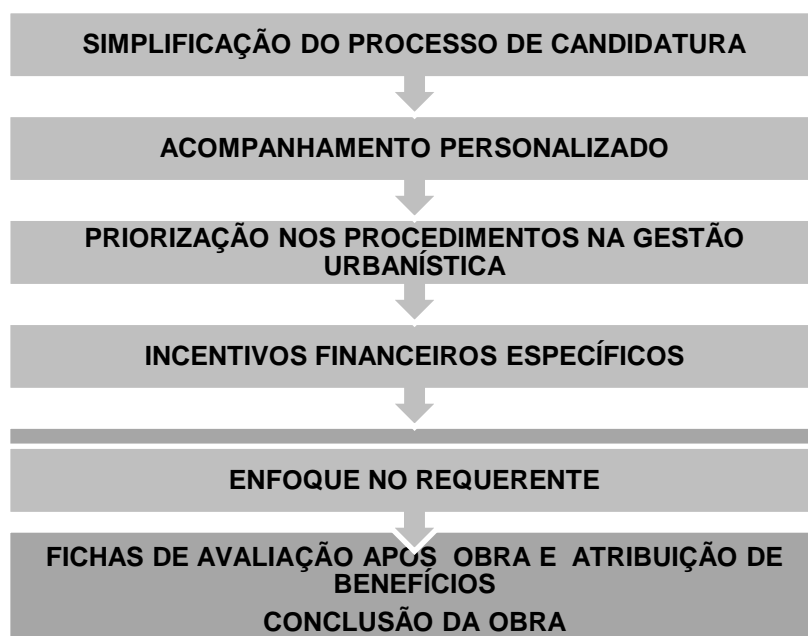 SIMPLIFICAÇÃO DO PROCESSO DE CANDIDATURA
ACOMPANHAMENTO PERSONALIZADO
PRIORIZAÇÃO NOS PROCEDIMENTOS NA GESTÃO
URBANÍSTICA
INCENTIVOS FINANCEIROS ESPECÍFICOS
ENFOQUE NO REQUERENTE
FICHAS DE AVALIAÇÃO APÓS OBRA E ATRIBUIÇÃO DE
BENEFÍCIOS
CONCLUSÃO DA OBRA